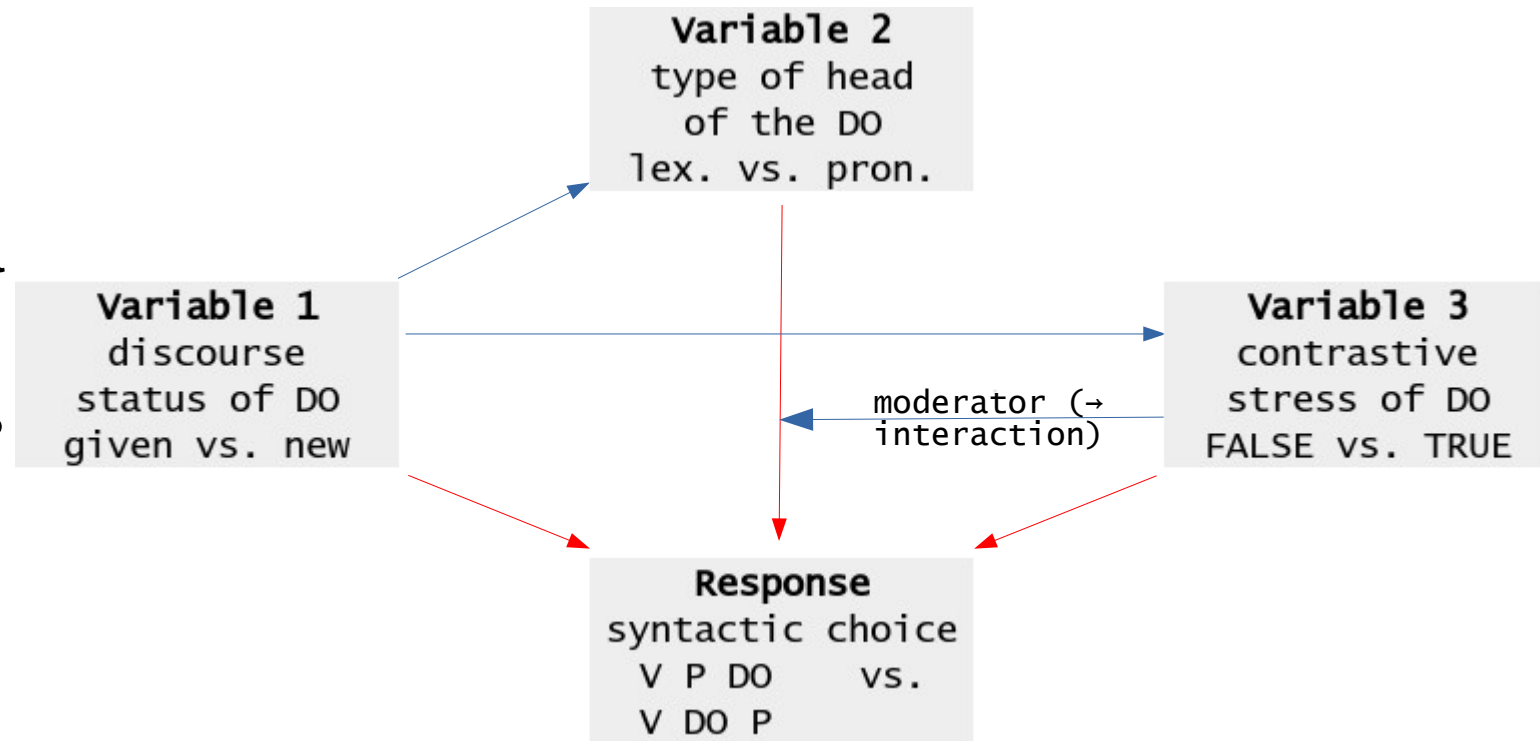 Variable 2
type of head
of the DO
lex. vs. pron.
Variable 1
discourse
status of DO
given vs. new
Variable 3
contrastive
stress of DO
FALSE vs. TRUE
moderator (→
interaction)
Response
syntactic choice
V P DO vs.
V DO P